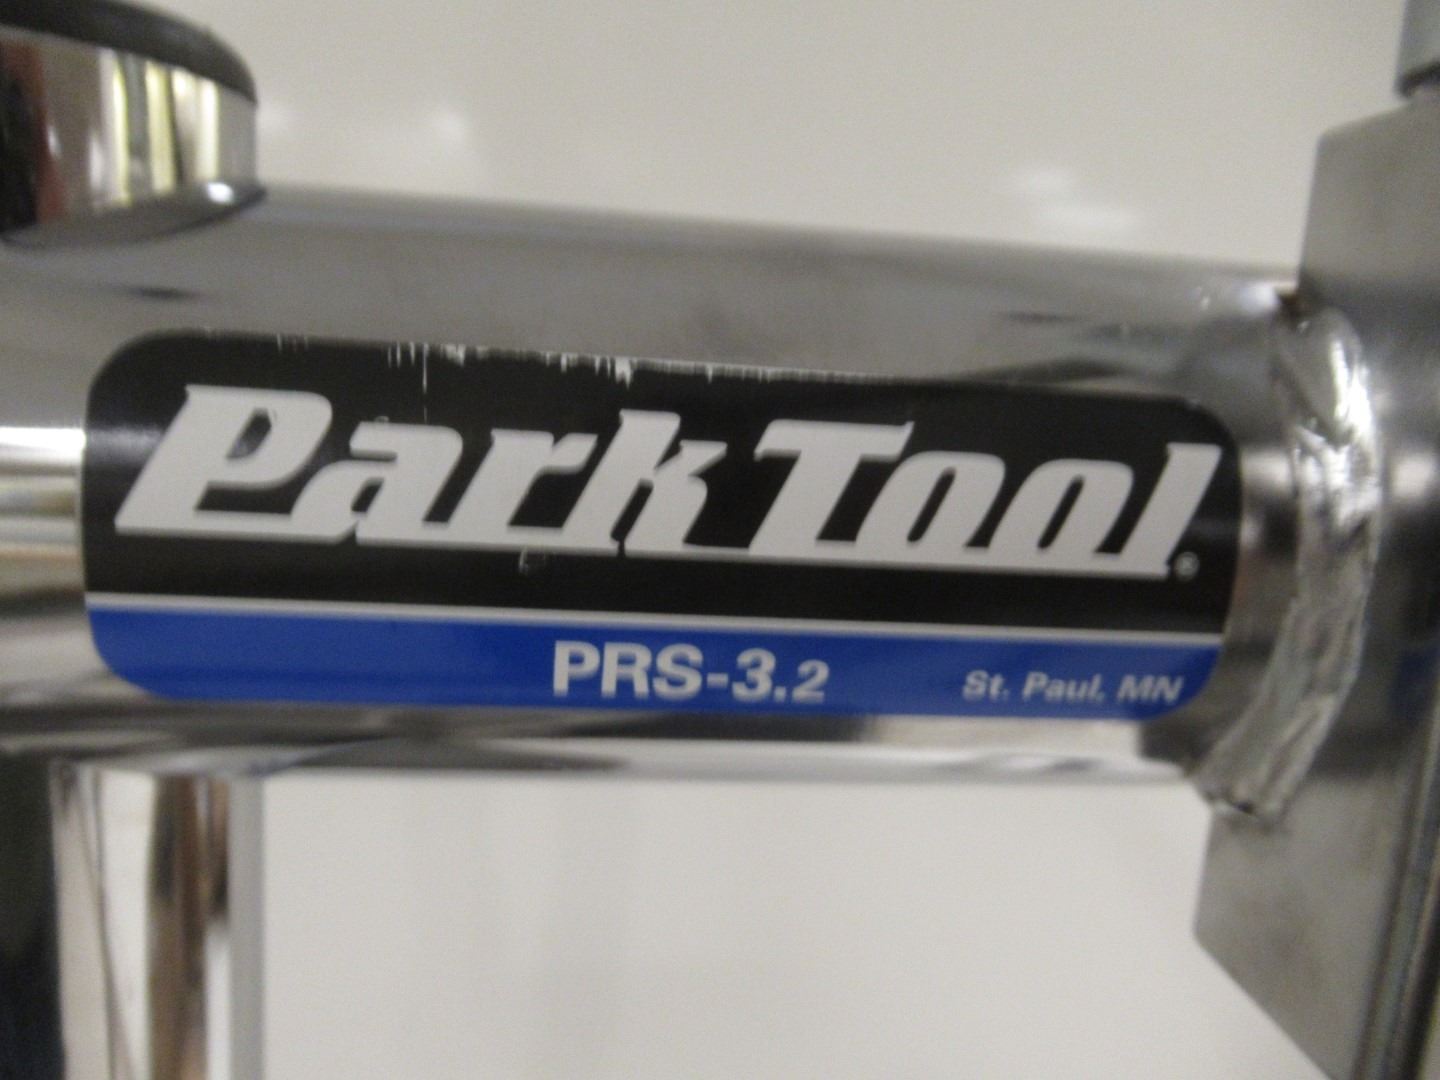 Park Tool®
PRS-3.2
St. Paul, MN